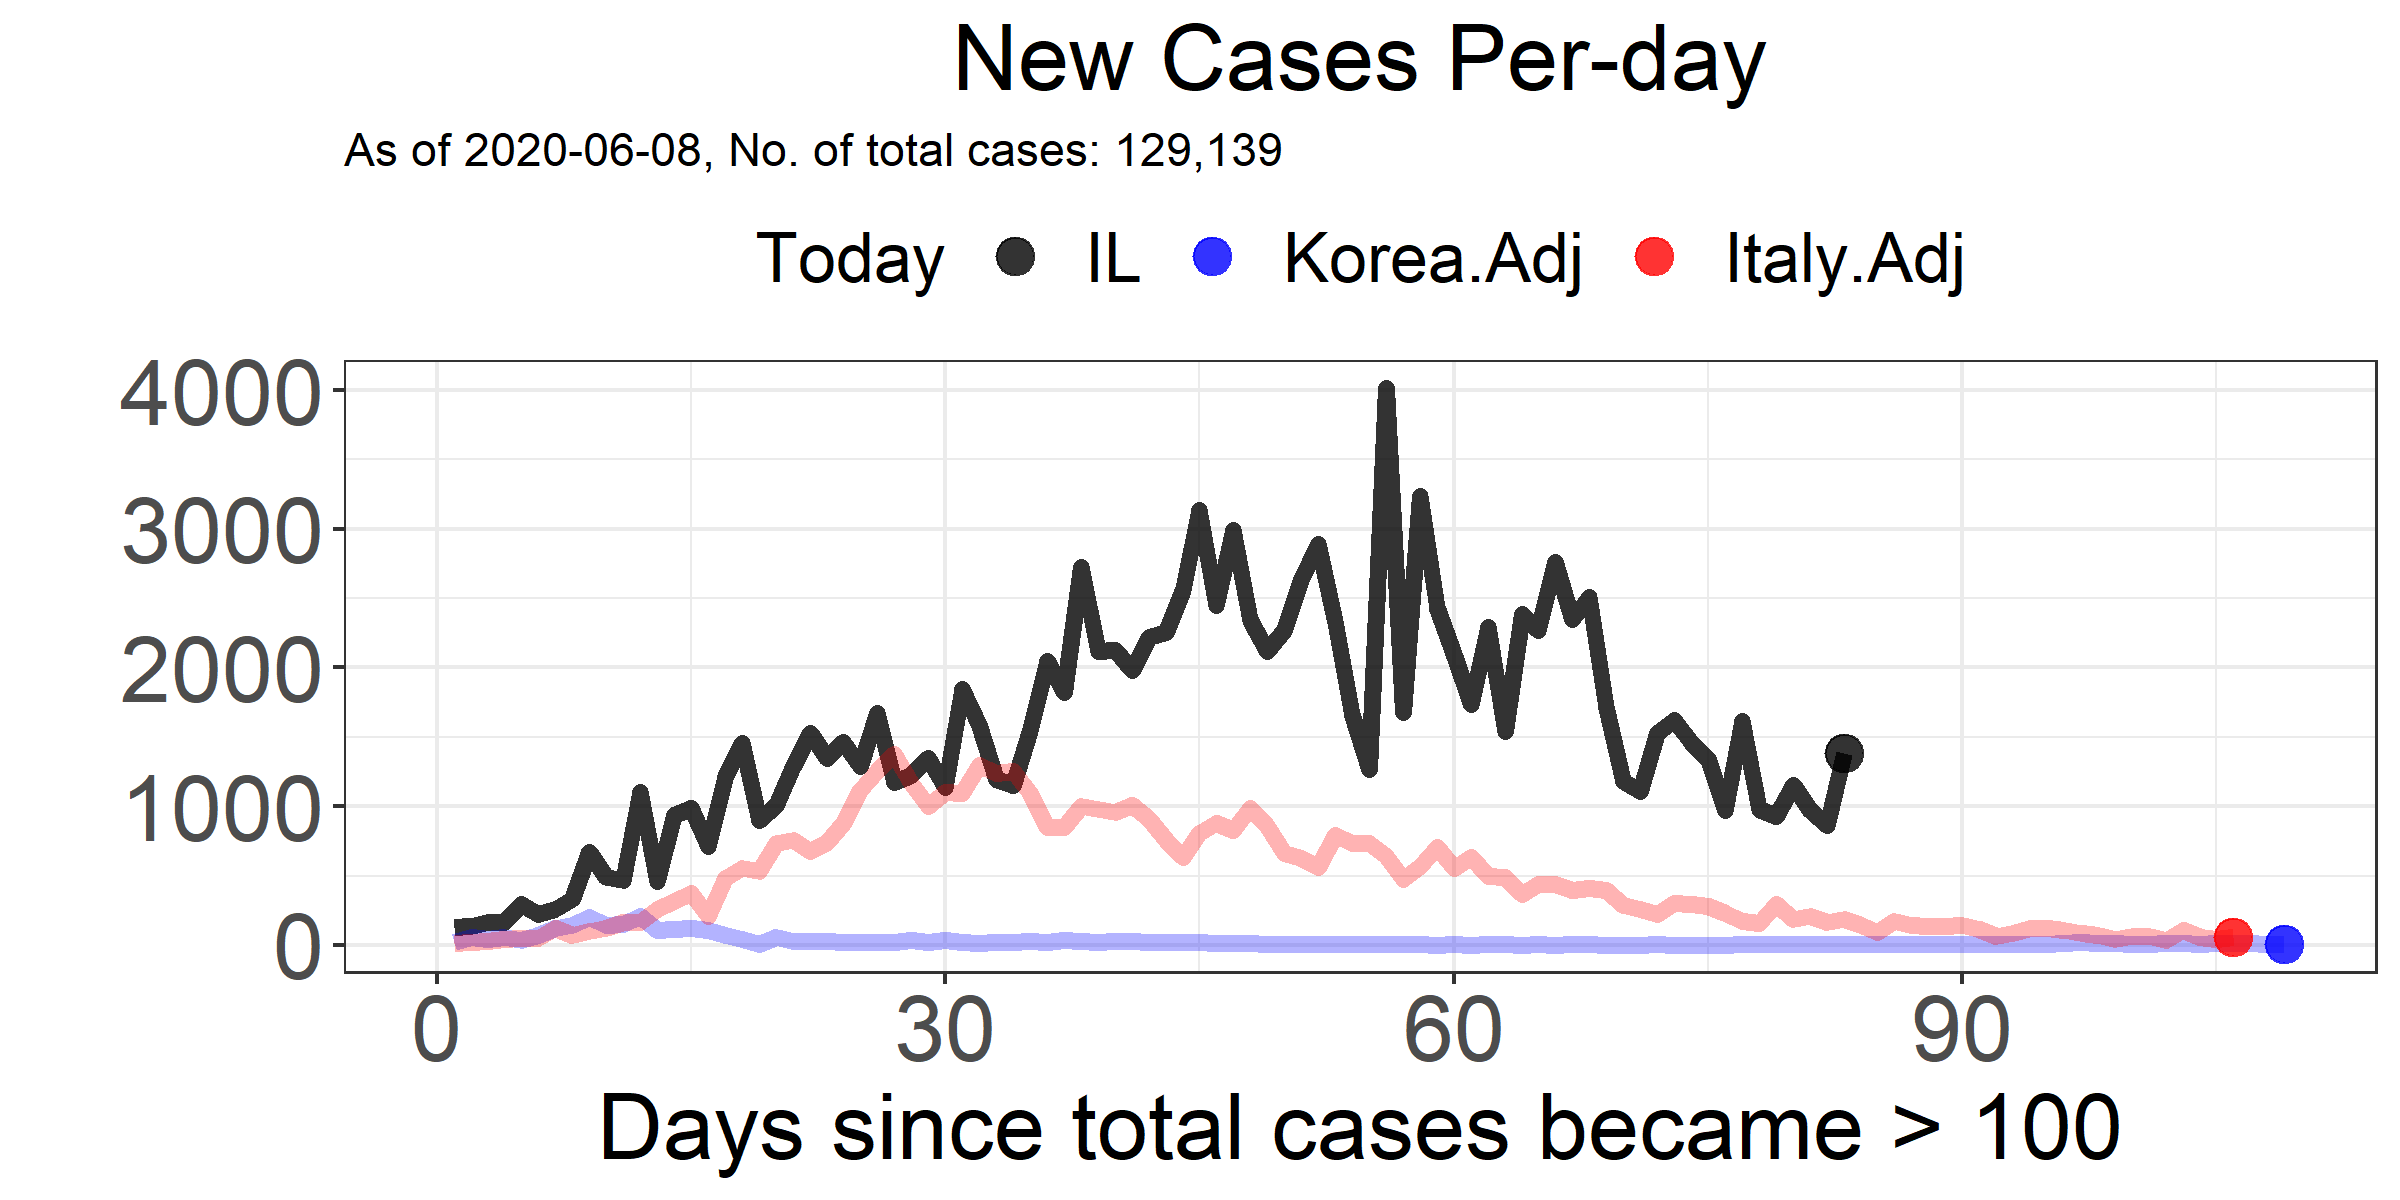 New Cases Per-day
As of 2020-06-08, No. of total cases: 129,139
Today IL Korea.Adj Italy.Adj
4000
3000
2000
1000
0
0 30 60 90
Days since total cases became > 100